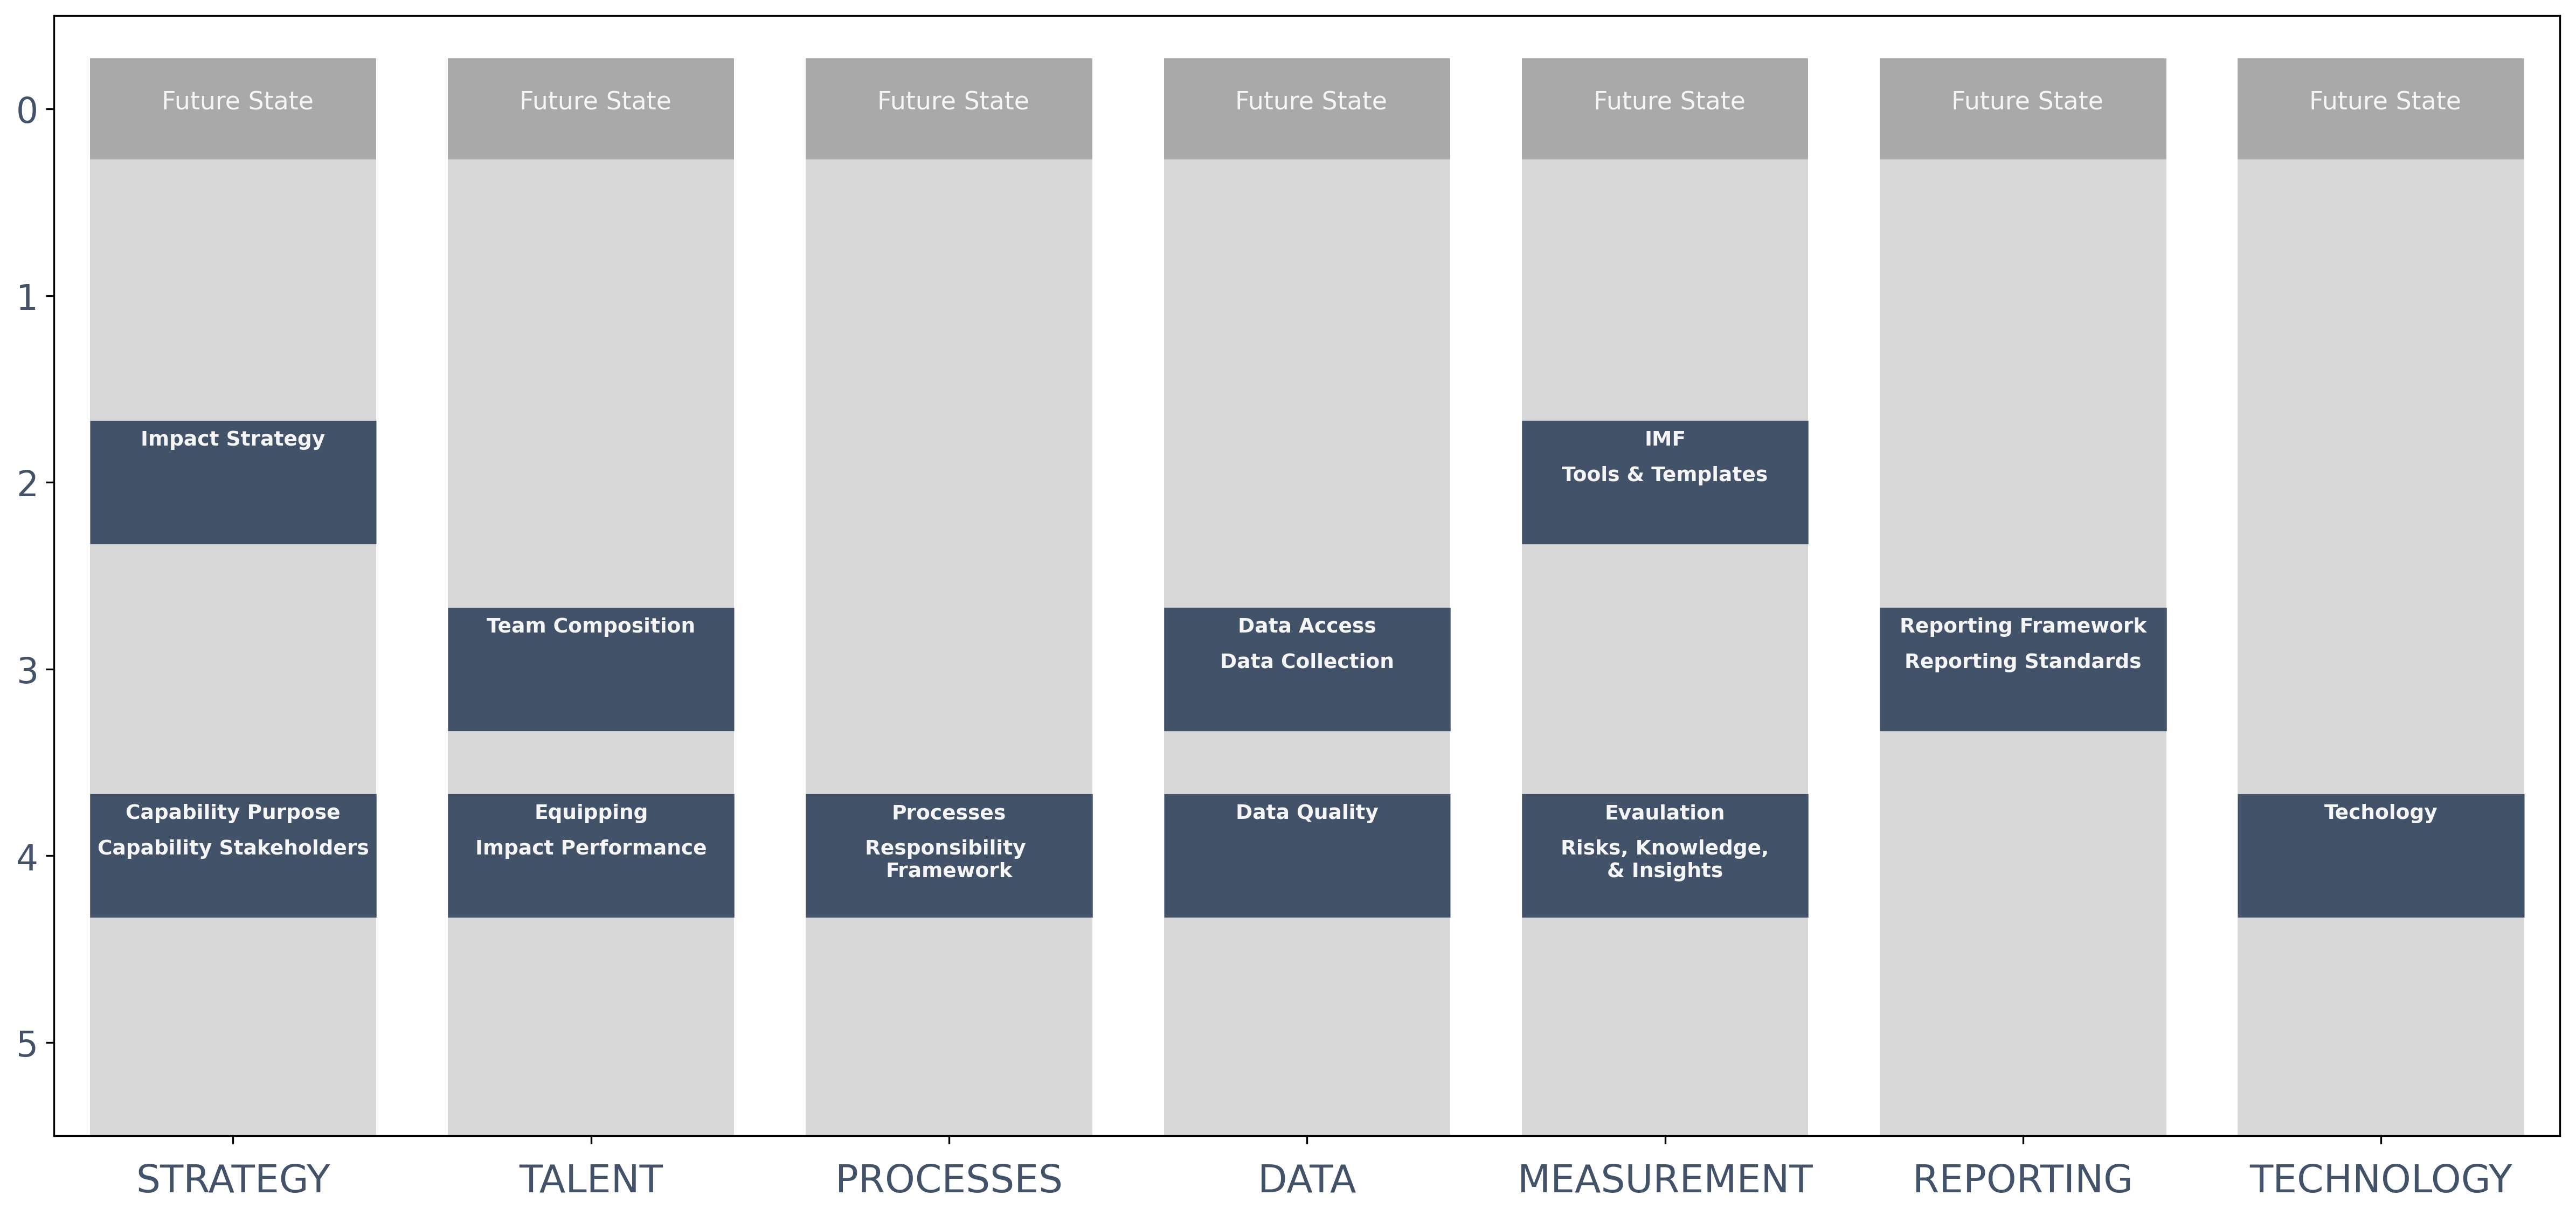 0
Future State
Future State
Future State
Future State
Future State
Future State
Future State
1
2
Impact Strategy
IMF
Tools & Templates
3
Team Composition
Data Access
Data Collection
Reporting Framework
Reporting Standards
4
Capability Purpose
Capability Stakeholders
Equipping
Impact Performance
Processes
Responsibility
Framework
Data Quality
Evaulation
Risks, Knowledge,
& Insights
Techology
5
STRATEGY
TALENT
PROCESSES
DATA
MEASUREMENT
REPORTING
TECHNOLOGY